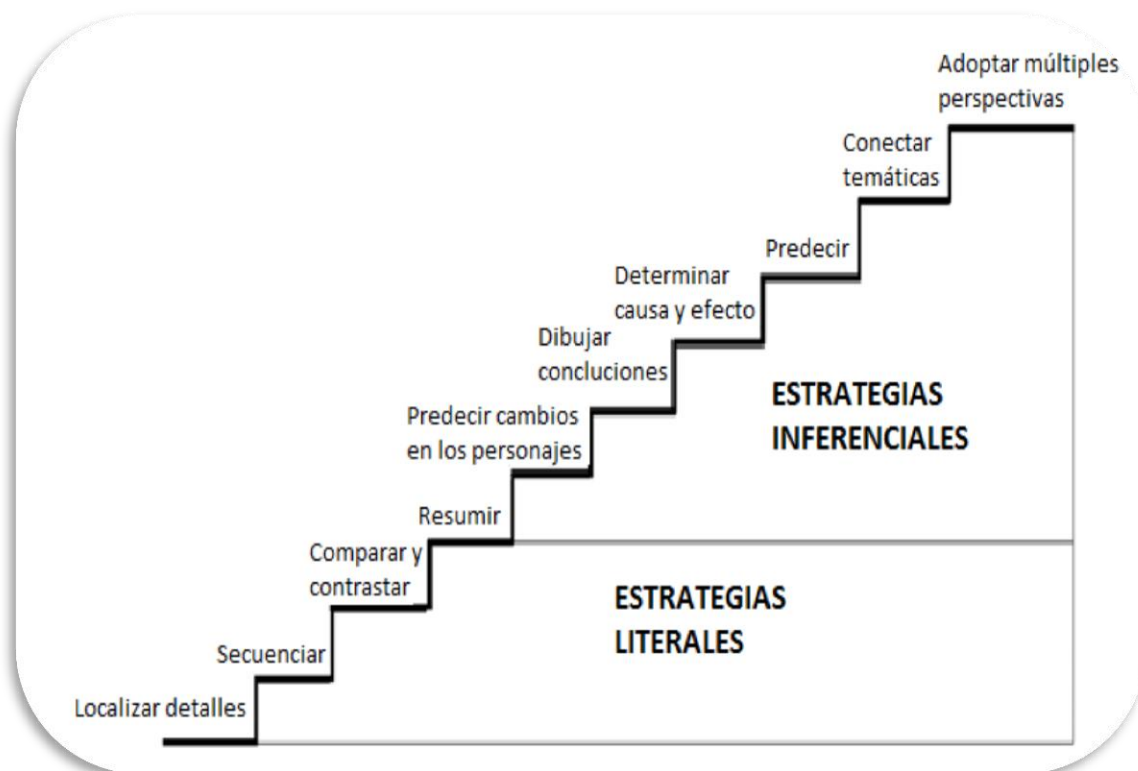 Adoptar múltiples
perspectivas
Conectar
temáticas
Predecir
Determinar
causa y efecto
Dibujar
concluciones
Predecir cambios
en los personajes
Resumir
Comparar y
contrastar
Secuenciar
Localizar detalles
ESTRATEGIAS
INFERENCIALES
ESTRATEGIAS
LITERALES